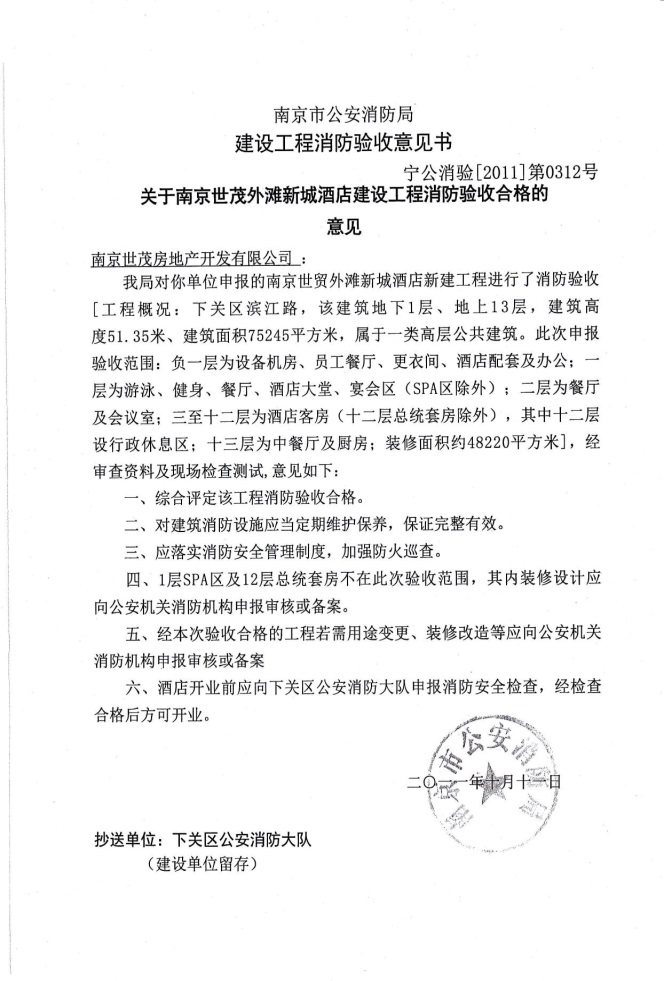 南京市公安消防局
建设工程消防验收意见书
宁公消验[2011]第0312号
关于南京世茂外滩新城酒店建设工程消防验收合格的
意见
南京世茂房地产开发有限公司：
我局对你单位申报的南京世贸外滩新城酒店新建工程进行了消防验收
[工程概况：下关区滨江路，该建筑地下1层、地上13层，建筑高
度51.35米、建筑面积75245平方米，属于一类高层公共建筑。此次申报
验收范围：负一层为设备机房、员工餐厅、更衣间、酒店配套及办公；一
层为游泳、健身、餐厅、酒店大堂、宴会区（SPA区除外）；二层为餐厅
及会议室；三至十二层为酒店客房（十二层总统套房除外），其中十二层
设行政休息区；十三层为中餐厅及厨房；装修面积约48220平方米]，经
审查资料及现场检查测试,意见如下：
一、综合评定该工程消防验收合格。
二、对建筑消防设施应当定期维护保养，保证完整有效。
三、应落实消防安全管理制度，加强防火巡查。
四、1层SPA区及12层总统套房不在此次验收范围，其内装修设计应
向公安机关消防机构申报审核或备案。
五、经本次验收合格的工程若需用途变更、装修改造等应向公安机关
消防机构申报审核或备案
六、酒店开业前应向下关区公安消防大队申报消防安全检查，经检查
合格后方可开业。
南京市公安消防局
二〇一一年十月十一日
抄送单位：下关区公安消防大队
（建设单位留存）